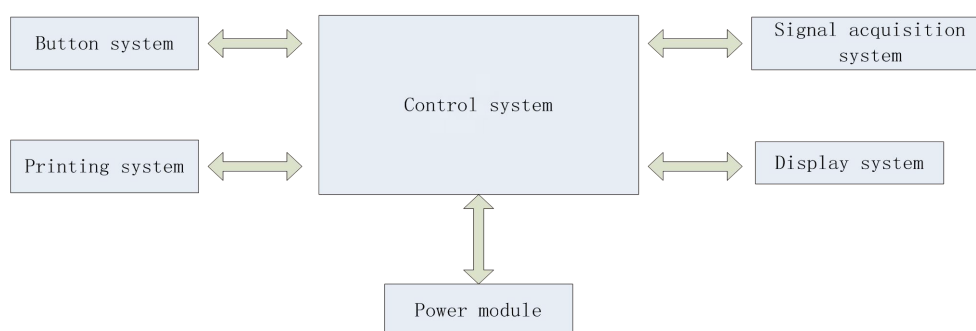 Button system
Signal acquisition
system
Control system
Printing system
Display system
Power module